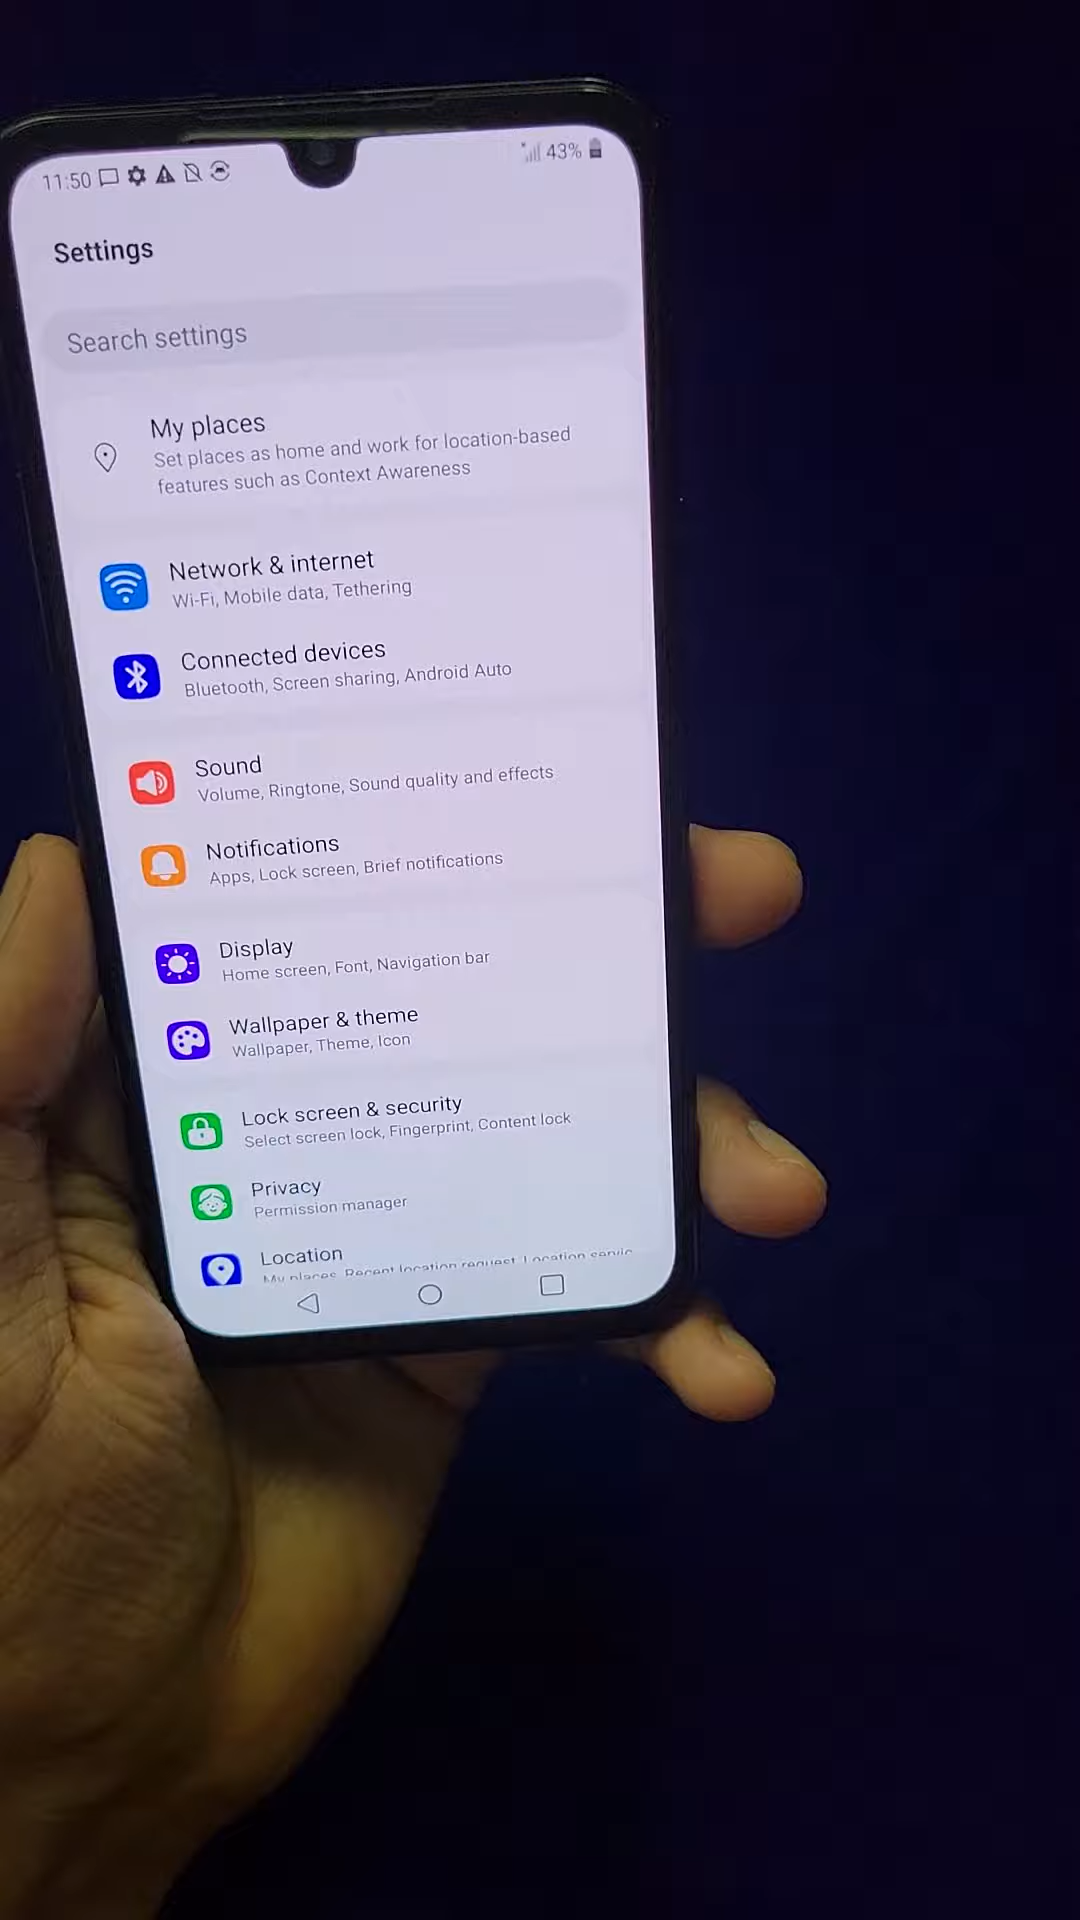 11:50
43%
Settings
Search settings
My places
Set places as home and work for location-based
features such as Context Awareness
Network & internet
Wi-Fi, Mobile data, Tethering
Connected devices
Bluetooth, Screen sharing, Android Auto
Sound
Volume, Ringtone, Sound quality and effects
Notifications
Apps, Lock screen, Brief notifications
Display
Home screen, Font, Navigation bar
Wallpaper & theme
Wallpaper, Theme, Icon
Lock screen & security
Select screen lock, Fingerprint, Content lock
Privacy
Permission manager
Location
My places, Recent location request, Location